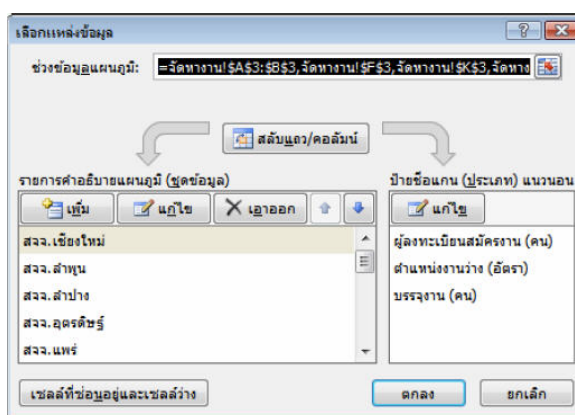 เลือกแหล่งข้อมูล
ช่วงข้อมูลแผนภูมิ: =จัดหางาน!$A$3:$B$3,จัดหางาน!$F$3,จัดหางาน!$K$3,จัดหาง
สลับแถว/คอลัมน์
รายการคำอธิบายแผนภูมิ (ชุดข้อมูล)
ป้ายชื่อแกน (ประเภท) แนวนอน
เพิ่ม แก้ไข เอาออก
แก้ไข
สจจ.เชียงใหม่
สจจ.ลำพูน
สจจ.ลำปาง
สจจ.อุตรดิษฐ์
สจจ.แพร่
ผู้ลงทะเบียนสมัครงาน (คน)
ตำแหน่งงานว่าง (อัตรา)
บรรจุงาน (คน)
เซลล์ที่ซ่อนอยู่และเซลล์ว่าง
ตกลง ยกเลิก